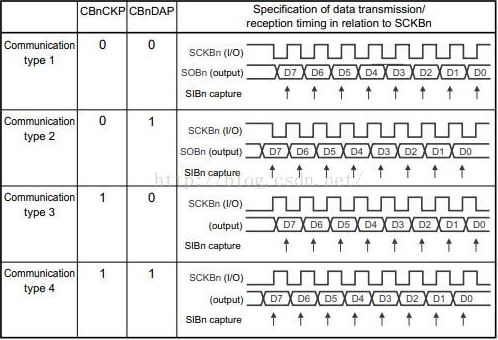 CBnCKP CBnDAP Specification of data transmission/
reception timing in relation to SCKBn
Communication
type 1
0 0
SCKBn (I/O)
SOBn (output) D7 D6 D5 D4 D3 D2 D1 D0
SIBn capture
Communication
type 2
0 1
SCKBn (I/O)
SOBn (output) D7 D6 D5 D4 D3 D2 D1 D0
SIBn capture
http://blog.csdn.net/
Communication
type 3
1 0
SCKBn (I/O)
(output) D7 D6 D5 D4 D3 D2 D1 D0
SIBn capture
Communication
type 4
1 1
SCKBn (I/O)
(output) D7 D6 D5 D4 D3 D2 D1 D0
SIBn capture